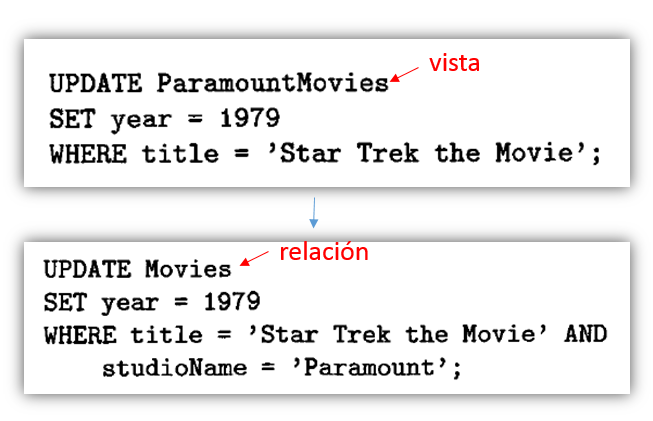 UPDATE ParamountMovies
vista
SET year = 1979
WHERE title = 'Star Trek the Movie';
UPDATE Movies
relación
SET year = 1979
WHERE title = 'Star Trek the Movie' AND
studioName = 'Paramount';